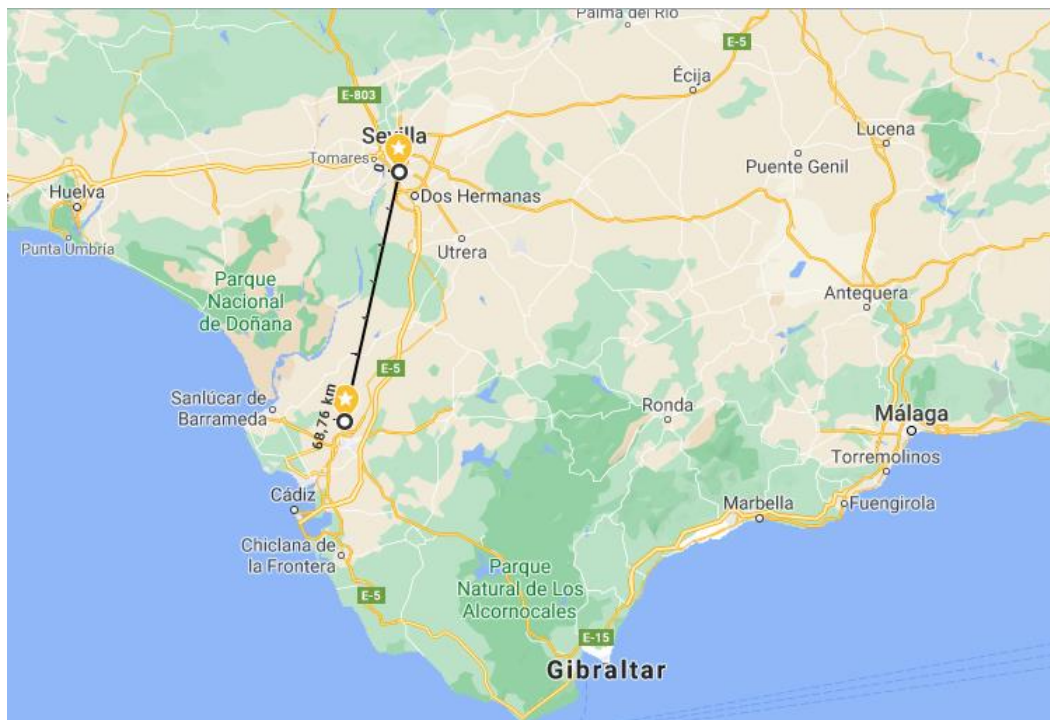 Palma del Río
E-5
Écija
E-803
Sevilla
Lucena
Tomares
0
Puente Genil
Huelva
Dos Hermanas
Punta Umbría
Utrera
Parque
Nacional
de Doñana
Antequera
E-5
Sanlúcar de
Barrameda
68,76 km
Ronda
Málaga
Torremolinos
Cádiz
Marbella
Fuengirola
Chiclana de
la Frontera
Parque
Natural de Los
Alcornocales
E-5
E-15
Gibraltar